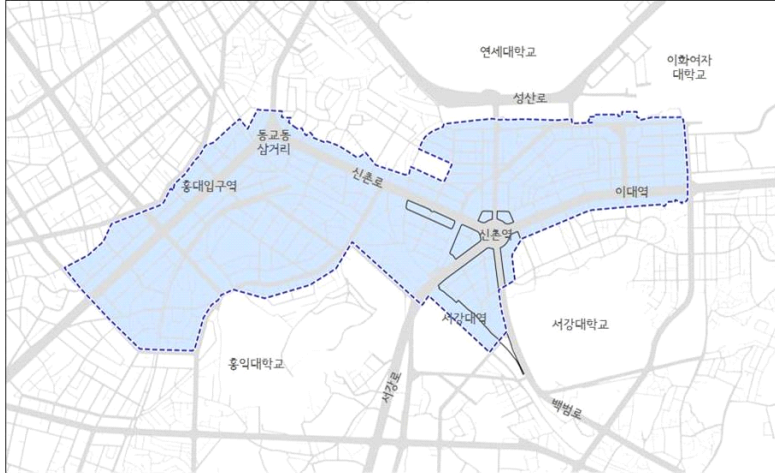 연세대학교
이화여자
대학교
성산로
동교동
삼거리
신촌로
홍대입구역
이대역
신촌역
서강대역
서강대학교
홍익대학교
서강로
백범로